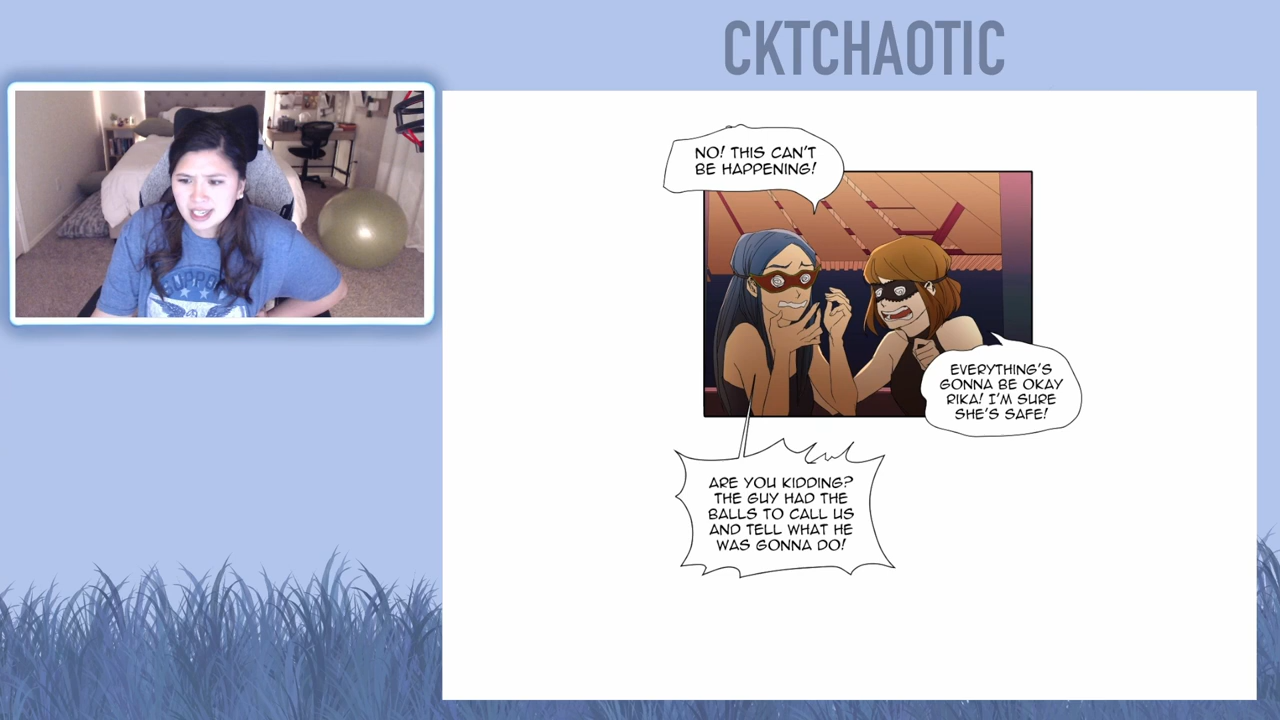 CKTCHAOTIC
NO! THIS CAN'T
BE HAPPENING!
EVERYTHING'S
GONNA BE OKAY
RIKA! I'M SURE
SHE'S SAFE!
ARE YOU KIDDING?
THE GUY HAD THE
BALLS TO CALL US
AND TELL WHAT HE
WAS GONNA DO!
SUPPO